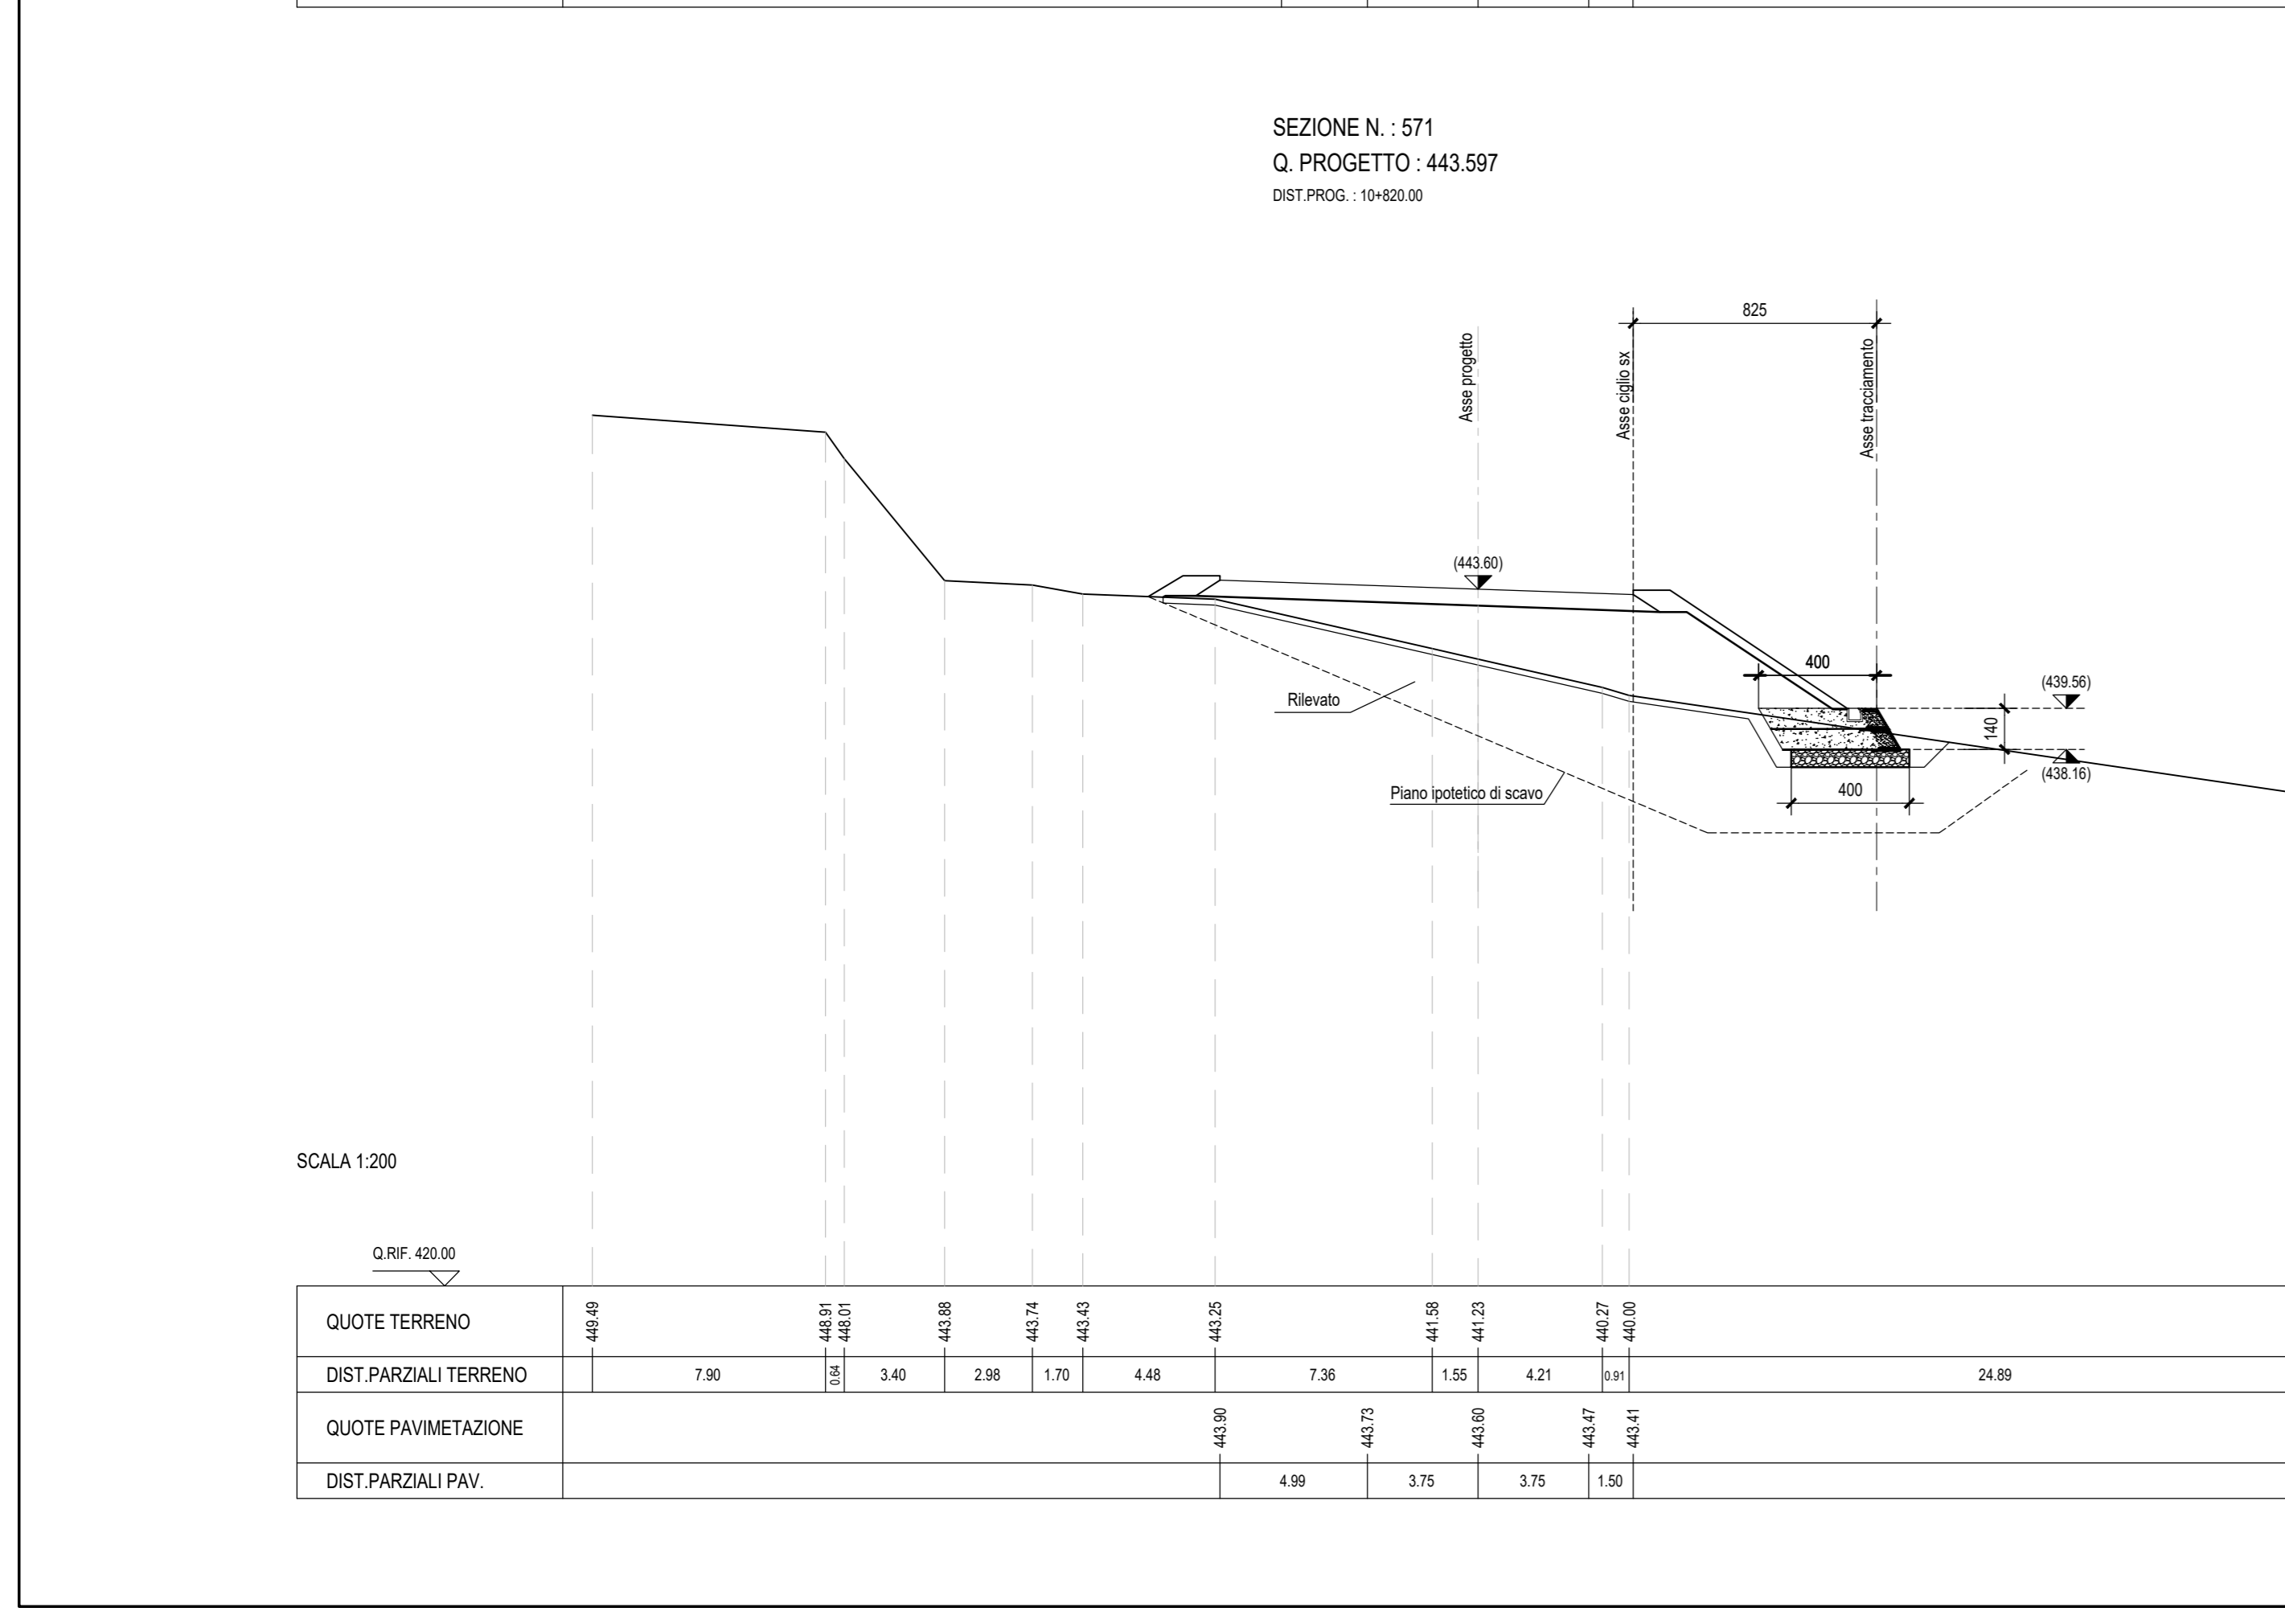 SEZIONE N. : 571
Q. PROGETTO : 443.597
DIST.PROG. : 10+820.00
825
Asse progetto
Asse ciglio sx
Asse tracciamento
(443.60)
400
(439.56)
Rilevato
140
(438.16)
Piano ipotetico di scavo
400
SCALA 1:200
Q.RIF. 420.00
QUOTE TERRENO 449.49 448.91 448.01 443.88 443.74 443.43 443.25 441.58 441.23 440.27 440.00
DIST.PARZIALI TERRENO 7.90 0.64 3.40 2.98 1.70 4.48 7.36 1.55 4.21 0.91 24.89
QUOTE PAVIMETAZIONE 443.90 443.73 443.60 443.47 443.41
DIST.PARZIALI PAV. 4.99 3.75 3.75 1.50